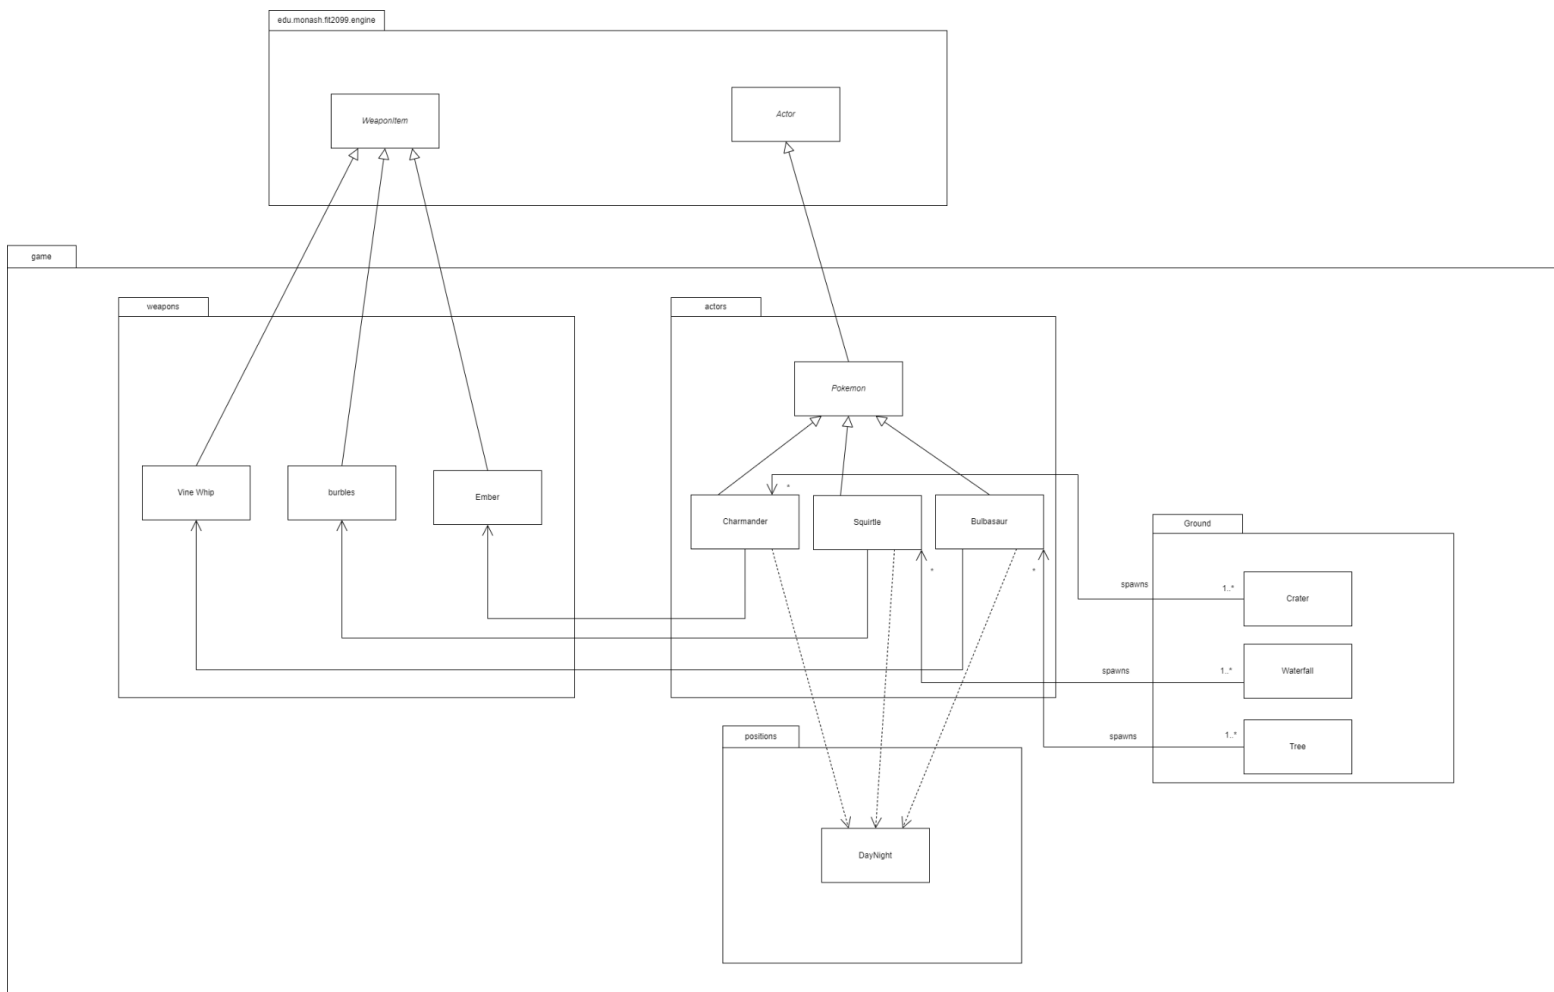 edu.monash.fit2099.engine
WeaponItem
Actor
game
weapons
actors
Pokemon
Vine Whip
burbles
Ember
*
Charmander
Squirtle
Bulbasaur
Ground
*
*
spawns
1..*
Crater
spawns
1..*
Waterfall
positions
spawns
1..*
Tree
DayNight